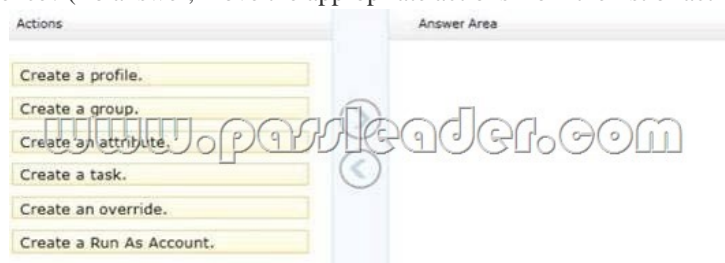 Actions
Answer Area
Create a profile.
Create a group.
www.passleader.com
Create an attribute.
Create a task.
Create an override.
Create a Run As Account.